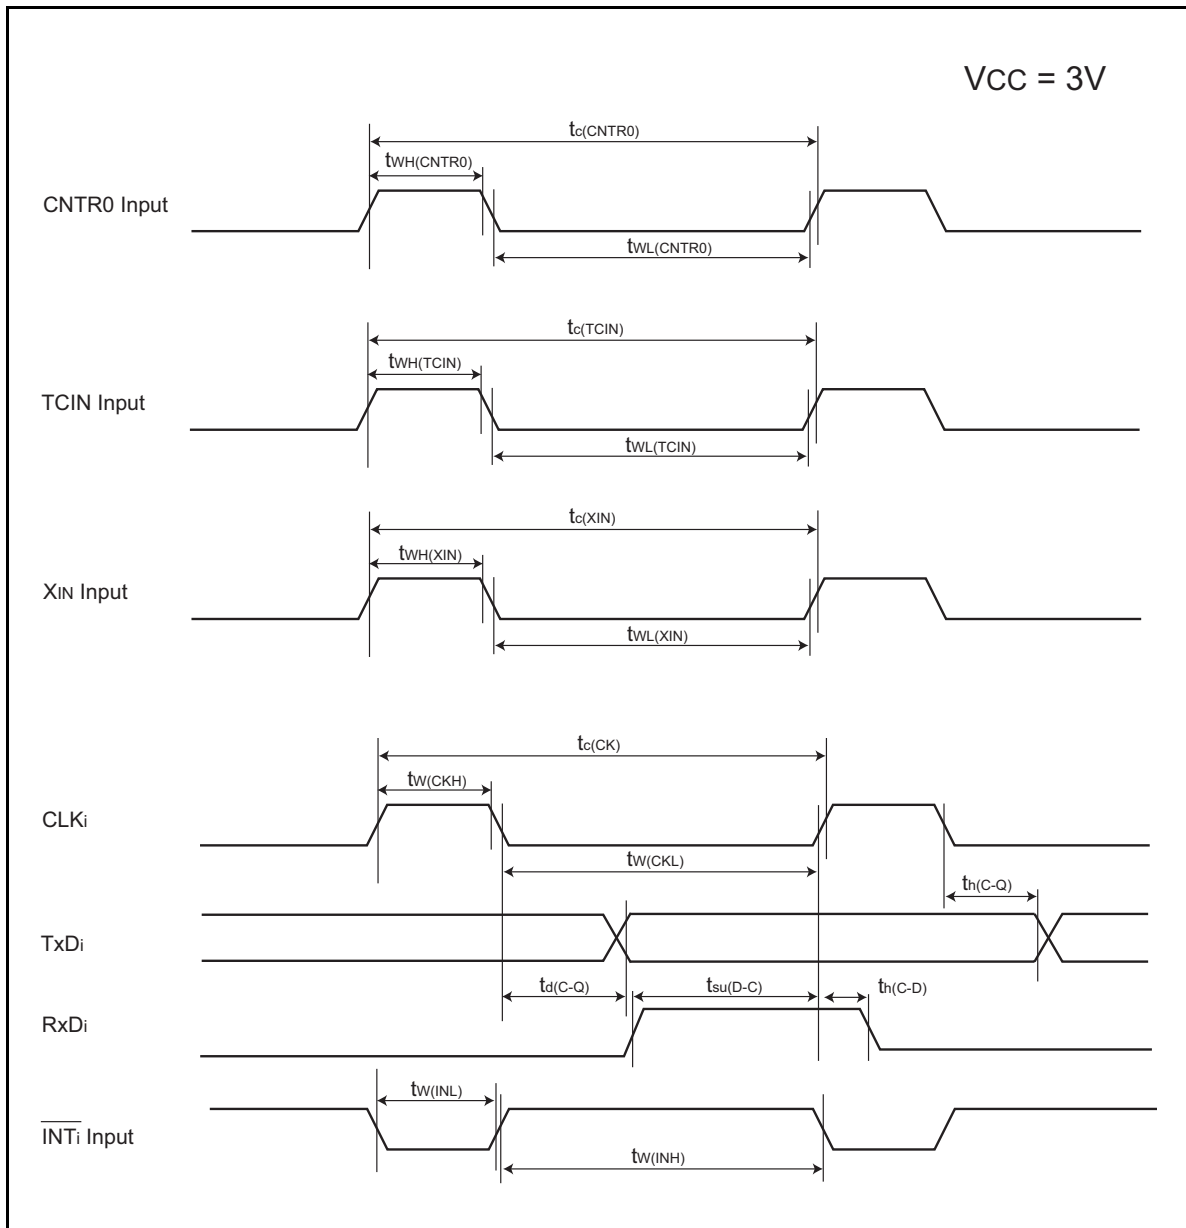 VCC = 3V
tc(CNTR0)
tWH(CNTR0)
CNTR0 Input
tWL(CNTR0)
tc(TCIN)
tWH(TCIN)
TCIN Input
tWL(TCIN)
tc(XIN)
tWH(XIN)
XIN Input
tWL(XIN)
tc(CK)
tW(CKH)
CLKi
tW(CKL)
th(C-Q)
TxDi
td(C-Q)
tsu(D-C)
th(C-D)
RxDi
tW(INL)
INTi Input
tW(INH)